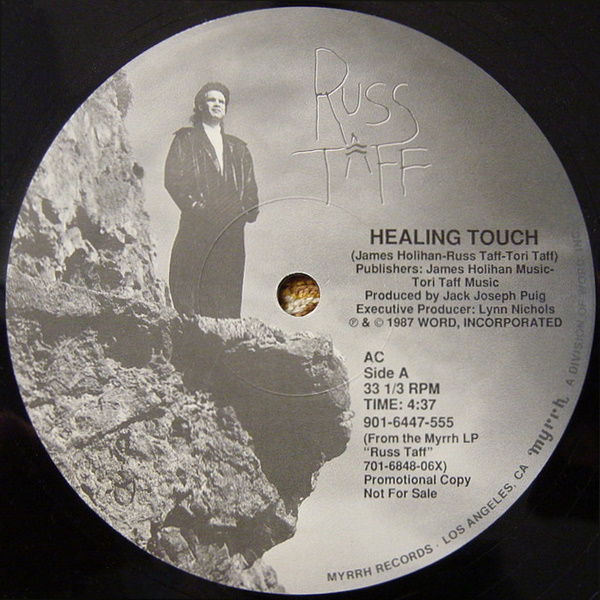 RUSS
TAFF
HEALING TOUCH
(James Holihan-Russ Taff-Tori Taff)
Publishers: James Holihan Music-
Tori Taff Music
Produced by Jack Joseph Puig
Executive Producer: Lynn Nichols
℗ & © 1987 WORD, INCORPORATED
AC
Side A
33 1/3 RPM
TIME: 4:37
901-6447-555
(From the Myrrh LP
"Russ Taff"
701-6848-06X)
Promotional Copy
Not For Sale
MYRRH RECORDS · LOS ANGELES, CA myrrh A DIVISION OF WORD, INC.